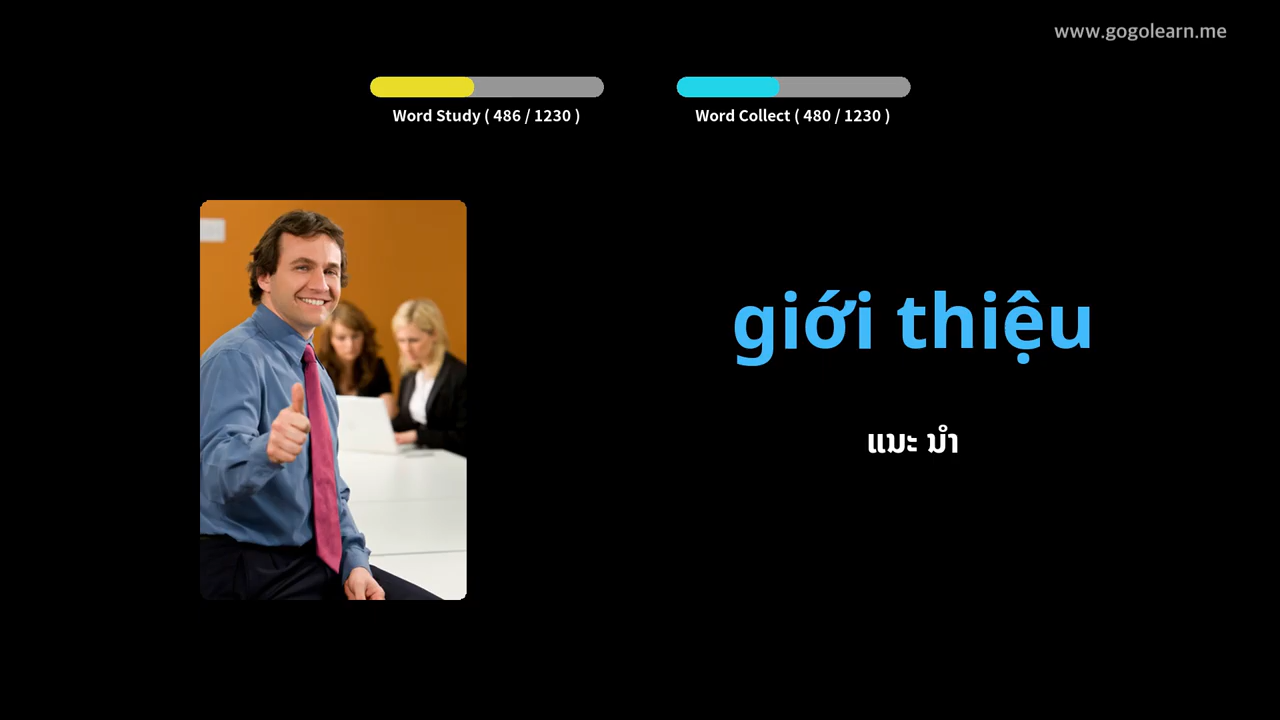 www.gogolearn.me
Word Study ( 486 / 1230 )
Word Collect ( 480 / 1230 )
giới thiệu
ແນະ ນຳ